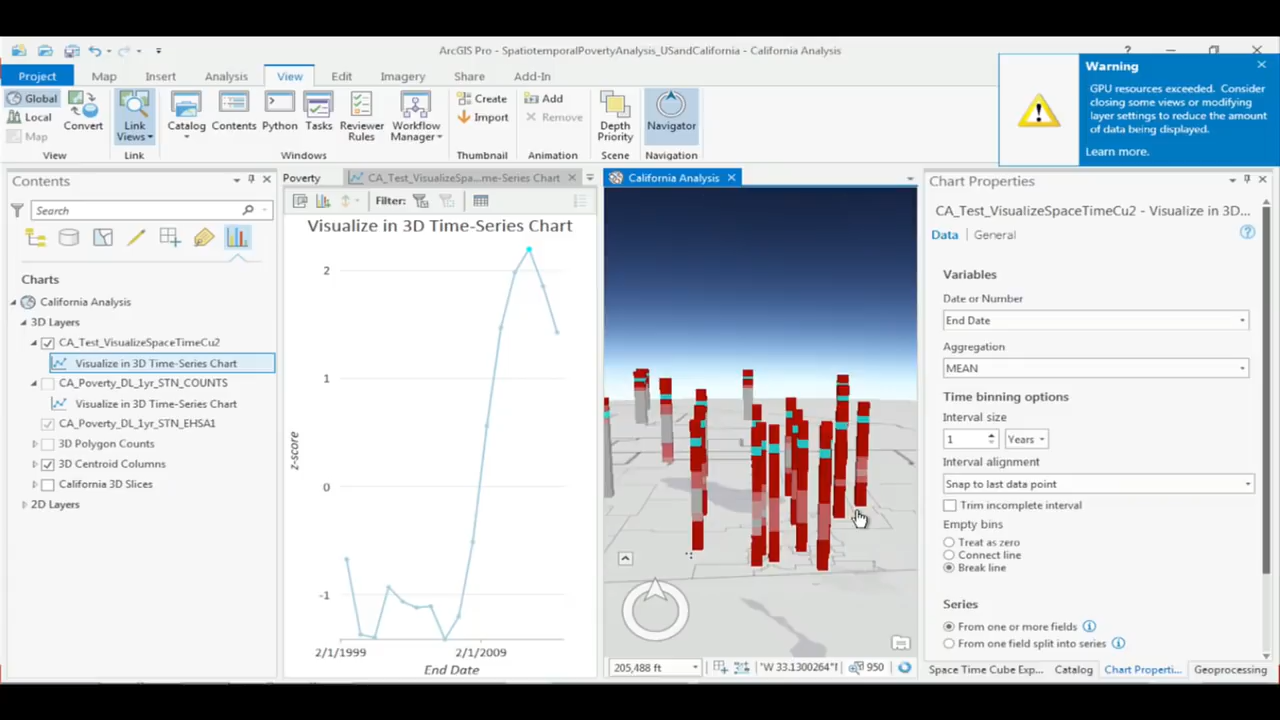 ArcGIS Pro - SpatiotemporalPovertyAnalysis_USandCalifornia - California Analysis
?
Project Map Insert Analysis View Edit Imagery Share Add-In
Global
Local
Map
Convert
View
Link
Views
Link
Catalog
Contents
Python
Tasks
Reviewer
Rules
Workflow
Manager
Windows
Create
Import
Thumbnail
Add
Remove
Animation
Depth
Priority
Scene
Navigator
Navigation
Warning
GPU resources exceeded. Consider
closing some views or modifying
layer settings to reduce the amount
of data being displayed.
Learn more.
Contents
Search
Charts
California Analysis
3D Layers
CA_Test_VisualizeSpaceTimeCu2
Visualize in 3D Time-Series Chart
CA_Poverty_DL_1yr_STN_COUNTS
Visualize in 3D Time-Series Chart
CA_Poverty_DL_1yr_STN_EHSA1
3D Polygon Counts
3D Centroid Columns
California 3D Slices
2D Layers
Poverty
CA_Test_VisualizeSpa...me-Series Chart
Filter:
Visualize in 3D Time-Series Chart
z-score
2
1
0
-1
2/1/1999 2/1/2009
End Date
California Analysis
205,488 ft
°W 33.1300264°
950
Chart Properties
CA_Test_VisualizeSpaceTimeCu2 - Visualize in 3D...
Data General
?
Variables
Date or Number
End Date
Aggregation
MEAN
Time binning options
Interval size
1 Years
Interval alignment
Snap to last data point
Trim incomplete interval
Empty bins
Treat as zero
Connect line
Break line
Series
From one or more fields
From one field split into series
Space Time Cube Exp... Catalog Chart Properti... Geoprocessing